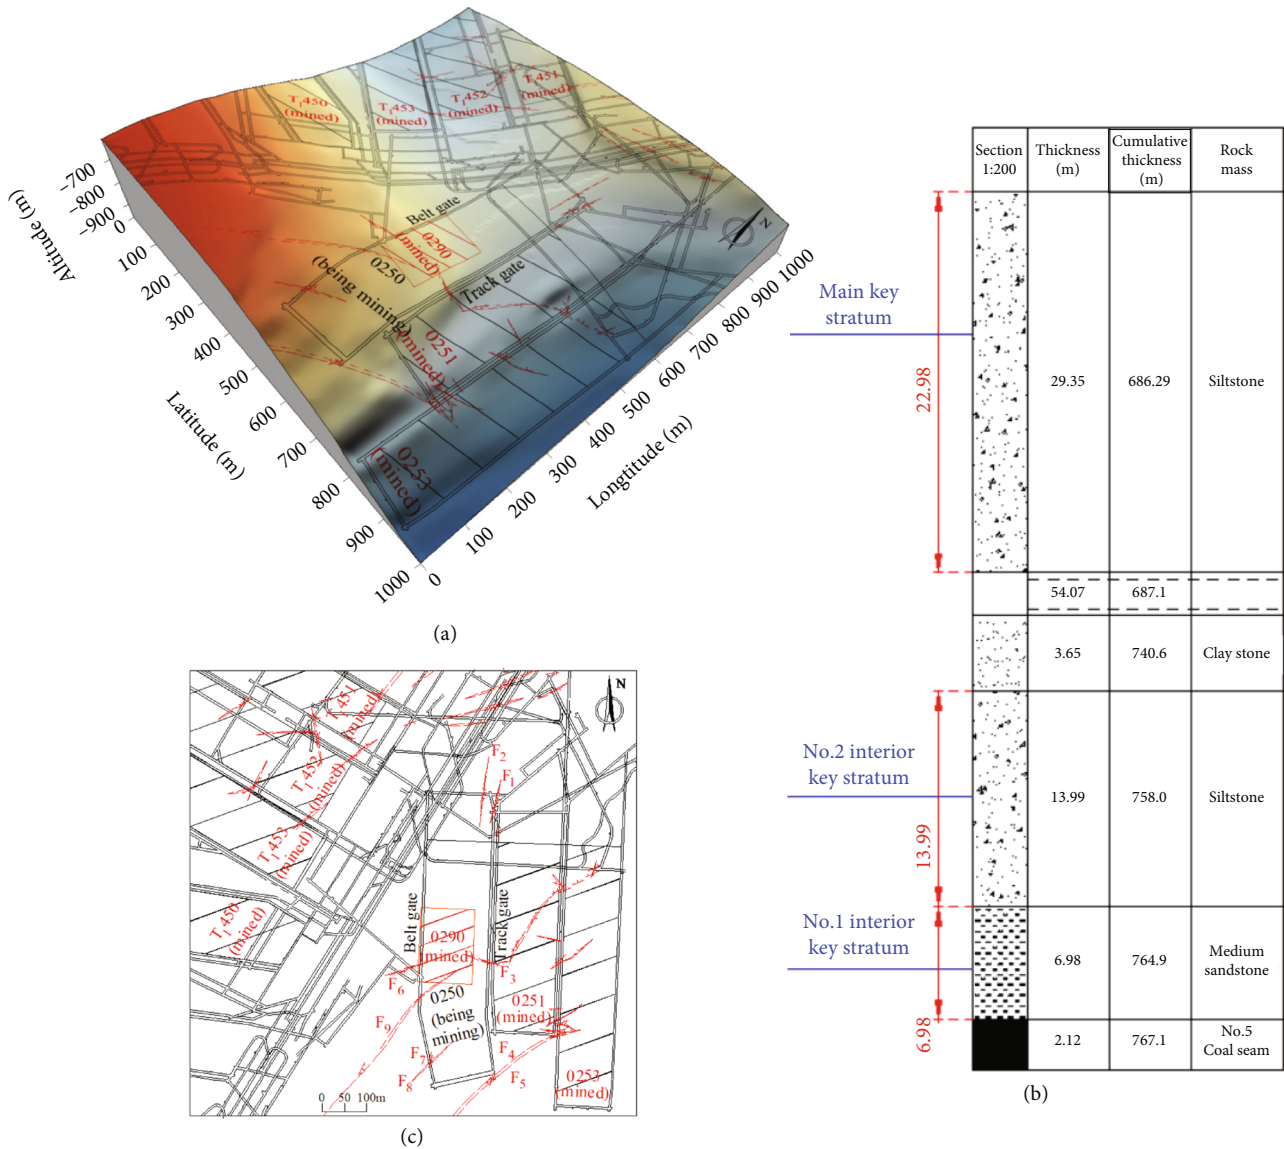 T₁450
(mined)
T₁453
(mined)
T₁452
(mined)
T₁451
(mined)
Belt gate
0290
(mined)
0250
(being mining)
Track gate
0251
(mined)
0253
(mined)
Z
Altitude (m)
−700
−800
−900
0
100
200
300
400
500
600
700
800
900
1000
Latitude (m)
0
100
200
300
400
500
600
700
800
900
1000
Longtitude (m)
(a)
Section
1:200
Thickness
(m)
Cumulative
thickness
(m)
Rock
mass
Main key
stratum
22.98
29.35
686.29
Siltstone
54.07
687.1
3.65
740.6
Clay stone
No.2 interior
key stratum
13.99
13.99
758.0
Siltstone
No.1 interior
key stratum
6.98
6.98
764.9
Medium
sandstone
2.12
767.1
No.5
Coal seam
(b)
N
T₁451
(mined)
T₁452
(mined)
T₁453
(mined)
T₁450
(mined)
F₂
F₁
Belt gate
Track gate
0290
(mined)
F₃
F₆
0250
(being
mining)
0251
(mined)
F₉
F₄
F₇
F₈
F₅
0253
(mined)
0 50 100m
(c)